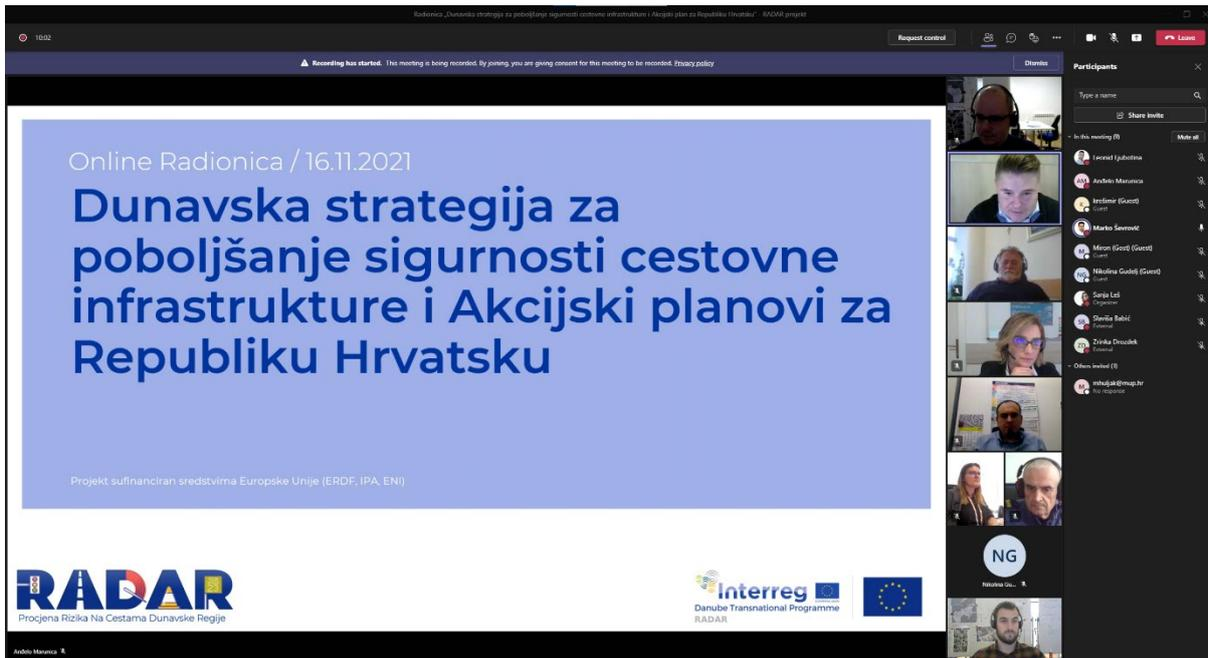 Radionica „Dunavska strategija za poboljšanje sigurnosti cestovne infrastrukture i Akcijski plan za Republiku Hrvatsku“ - RADAR projekt
10:02
Request control
Leave
Recording has started. This meeting is being recorded. By joining, you are giving consent for this meeting to be recorded. Privacy policy
Dismiss
Online Radionica / 16.11.2021
Dunavska strategija za
poboljšanje sigurnosti cestovne
infrastrukture i Akcijski planovi za
Republiku Hrvatsku
Projekt sufinanciran sredstvima Europske Unije (ERDF, IPA, ENI)
RADAR
Procjena Rizika Na Cestama Dunavske Regije
Interreg
Danube Transnational Programme
RADAR
Anđelo Marunica
NG
Nikolina Gu...
Participants
Type a name
Share invite
In this meeting (9)
Mute all
Leonid Ljubotina
AM
Anđelo Marunica
K
krešimir (Guest)
Guest
Marko Ševrović
M
Miron (Gost) (Guest)
Guest
NG
Nikolina Gudelj (Guest)
Guest
Sanja Leš
Organizer
SB
Slaviša Babić
External
ZD
Zrinka Drozdek
External
Others invited (1)
M
mhuljak@mup.hr
No response